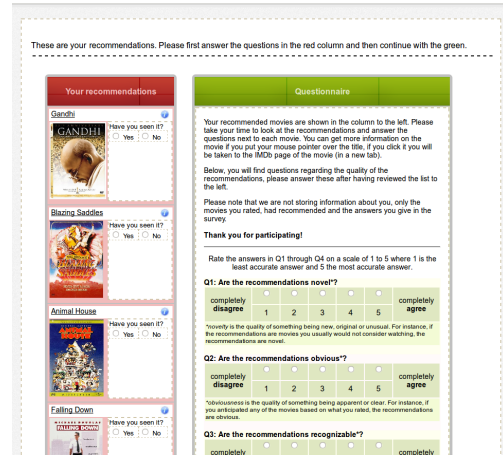 These are your recommendations. Please first answer the questions in the red column and then continue with the green.
Your recommendations
Gandhi
GANDHI
Have you seen it?
Yes No
Blazing Saddles
Have you seen it?
Yes No
Animal House
ANIMAL HOUSE
Have you seen it?
Yes No
Falling Down
MICHAEL DOUGLAS
FALLING DOWN
Have you seen it?
Yes No
Questionnaire
Your recommended movies are shown in the column to the left. Please
take your time to look at the recommendations and answer the
questions next to each movie. You can get more information on the
movie if you put your mouse pointer over the title, if you click it you will
be taken to the IMDb page of the movie (in a new tab).
Below, you will find questions regarding the quality of the
recommendations, please answer these after having reviewed the list to
the left.
Please note that we are not storing information about you, only the
movies you rated, had recommended and the answers you give in the
survey.
Thank you for participating!
Rate the answers in Q1 through Q4 on a scale of 1 to 5 where 1 is the
least accurate answer and 5 the most accurate answer.
Q1: Are the recommendations novel*?
completely disagree 1 2 3 4 5 completely agree
*novelty is the quality of something being new, original or unusual. For instance, if
the recommendations are movies you usually would not consider watching, the
recommendations are novel.
Q2: Are the recommendations obvious*?
completely disagree 1 2 3 4 5 completely agree
*obviousness is the quality of something being apparent or clear. For instance, if
you anticipated any of the movies based on what you rated, the recommendations
are obvious.
Q3: Are the recommendations recognizable*?
completely completely